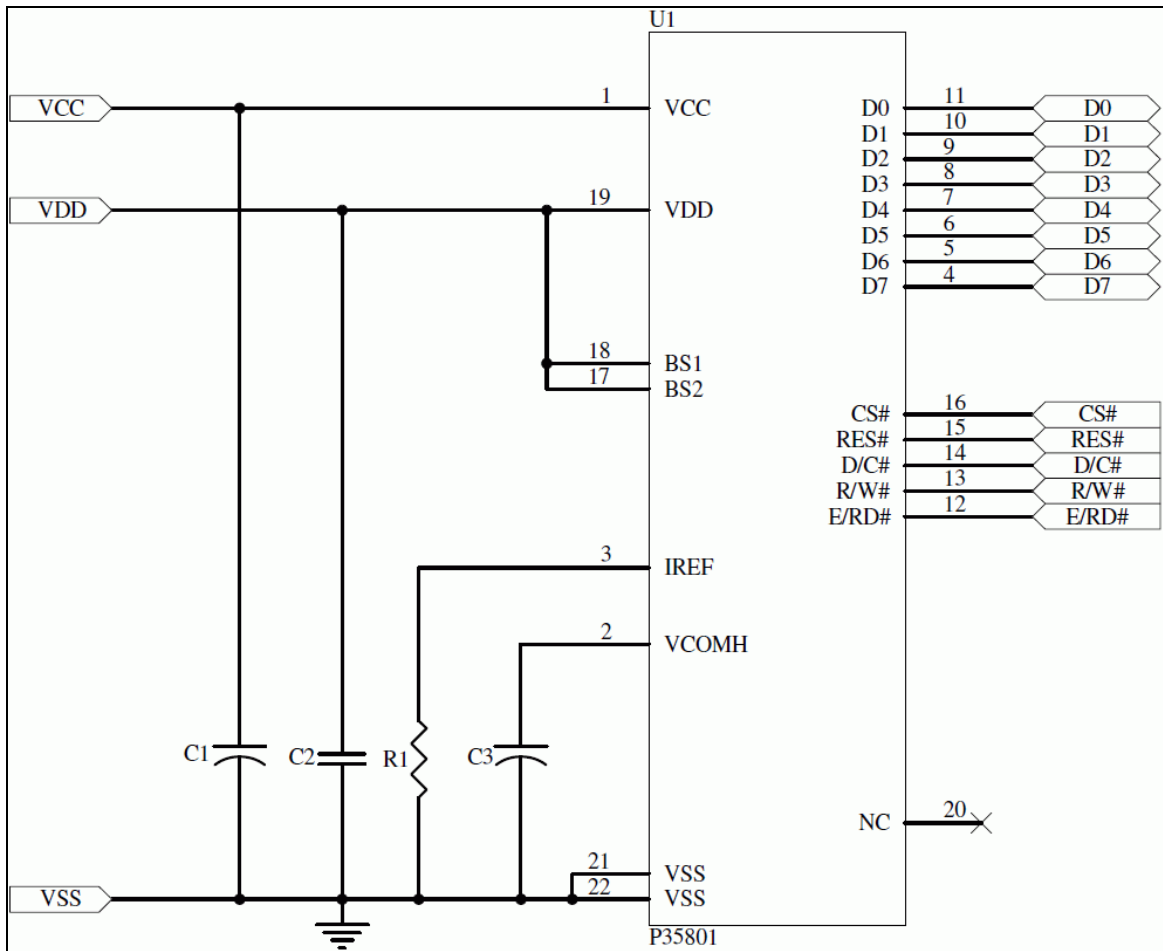 U1
VCC 1 VCC D0 11 D0
D1 10 D1
D2 9 D2
D3 8 D3
VDD 19 VDD D4 7 D4
D5 6 D5
D6 5 D6
D7 4 D7
18 BS1
17 BS2
CS# 16 CS#
RES# 15 RES#
D/C# 14 D/C#
R/W# 13 R/W#
E/RD# 12 E/RD#
3 IREF
2 VCOMH
C1 C2 R1 C3
NC 20
21 VSS
VSS 22 VSS
P35801